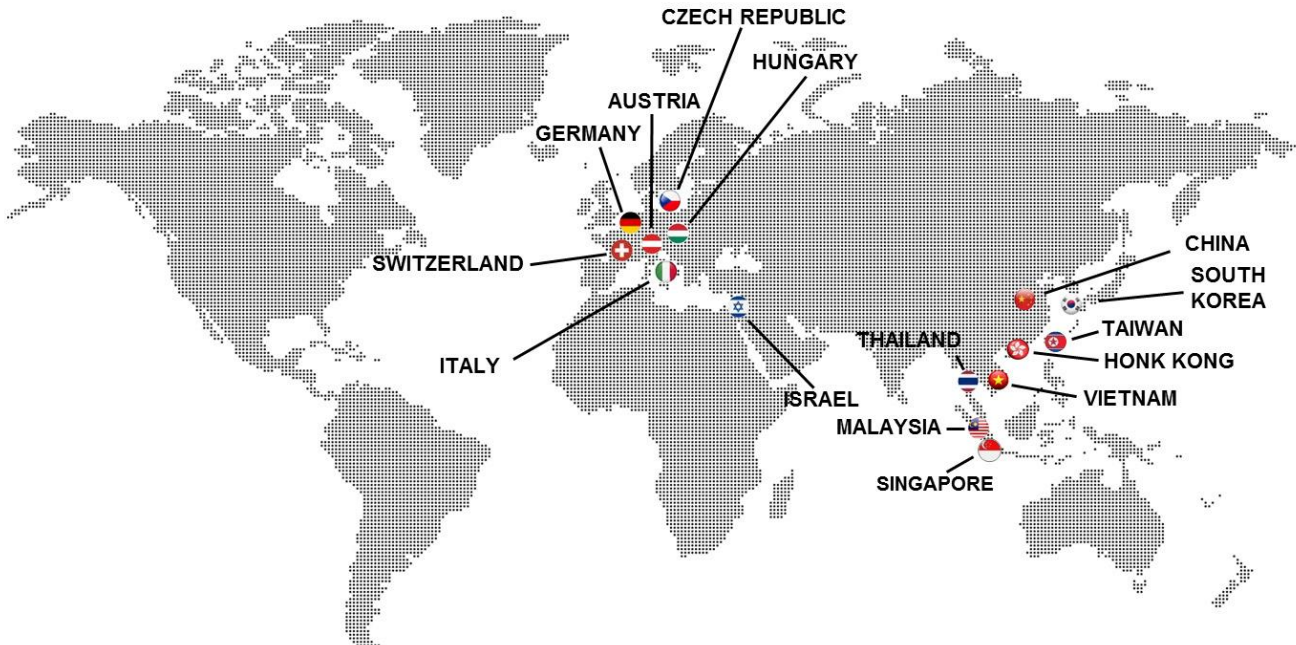 CZECH REPUBLIC
HUNGARY
AUSTRIA
GERMANY
SWITZERLAND
ITALY
ISRAEL
CHINA
SOUTH
KOREA
TAIWAN
THAILAND
HONK KONG
VIETNAM
MALAYSIA
SINGAPORE